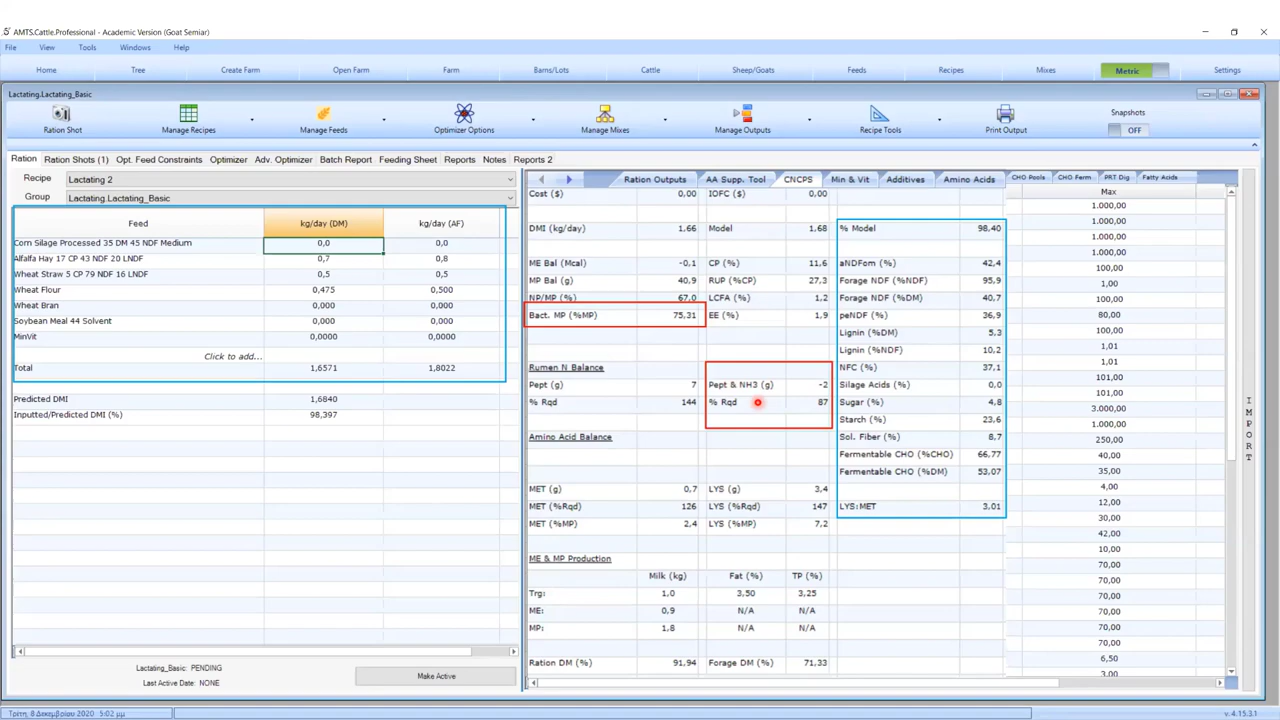 AMTS.Cattle.Professional - Academic Version (Goat Semiar)
File View Tools Windows Help
Home Tree Create Farm Open Farm Farm Barns/Lots Cattle Sheep/Goats Feeds Recipes Mixes Metric Settings
Lactating.Lactating_Basic
Ration Shot Manage Recipes Manage Feeds Optimizer Options Manage Mixes Manage Outputs Recipe Tools Print Output Snapshots OFF
Ration Ration Shots (1) Opt. Feed Constraints Optimizer Adv. Optimizer Batch Report Feeding Sheet Reports Notes Reports 2
Recipe Lactating 2
Group Lactating.Lactating_Basic
Feed kg/day (DM) kg/day (AF)
Corn Silage Processed 35 DM 45 NDF Medium 0,0 0,0
Alfalfa Hay 17 CP 43 NDF 20 LNDF 0,7 0,8
Wheat Straw 5 CP 79 NDF 16 LNDF 0,5 0,5
Wheat Flour 0,475 0,500
Wheat Bran 0,000 0,000
Soybean Meal 44 Solvent 0,000 0,000
MinVit 0,0000 0,0000
Click to add...
Total 1,6571 1,8022
Predicted DMI 1,6840
Inputted/Predicted DMI (%) 98,397
Lactating_Basic: PENDING
Last Active Date: NONE
Make Active
Ration Outputs AA Supp. Tool CNCPS Min & Vit Additives Amino Acids CHO Pools CHO Ferm PRT Dig Fatty Acids
Cost ($) 0,00 IOFC ($) 0,00
DMI (kg/day) 1,66 Model 1,68 % Model 98,40
ME Bal (Mcal) -0,1 CP (%) 11,6 aNDFom (%) 42,4
MP Bal (g) 40,9 RUP (%CP) 27,3 Forage NDF (%NDF) 95,9
NP/MP (%) 67,0 LCFA (%) 1,2 Forage NDF (%DM) 40,7
Bact. MP (%MP) 75,31 EE (%) 1,9 peNDF (%) 36,9
Lignin (%DM) 5,3
Lignin (%NDF) 10,2
Rumen N Balance NFC (%) 37,1
Pept (g) 7 Pept & NH3 (g) -2 Silage Acids (%) 0,0
% Rqd 144 % Rqd 87 Sugar (%) 4,8
Starch (%) 23,6
Amino Acid Balance Sol. Fiber (%) 8,7
Fermentable CHO (%CHO) 66,77
Fermentable CHO (%DM) 53,07
MET (g) 0,7 LYS (g) 3,4
MET (%Rqd) 126 LYS (%Rqd) 147 LYS:MET 3,01
MET (%MP) 2,4 LYS (%MP) 7,2
ME & MP Production
Milk (kg) Fat (%) TP (%)
Trg: 1,0 3,50 3,25
ME: 0,9 N/A N/A
MP: 1,8 N/A N/A
Ration DM (%) 91,94 Forage DM (%) 71,33
Max
1.000,00
1.000,00
1.000,00
1.000,00
100,00
1,00
100,00
80,00
100,00
1,01
1,01
101,00
101,00
3.000,00
1.000,00
250,00
40,00
35,00
4,00
12,00
30,00
42,00
10,00
70,00
70,00
70,00
70,00
70,00
70,00
6,50
3,00
IMPORT
Τρίτη, 8 Δεκεμβρίου 2020 5:02 μμ
v. 4.15.3.1